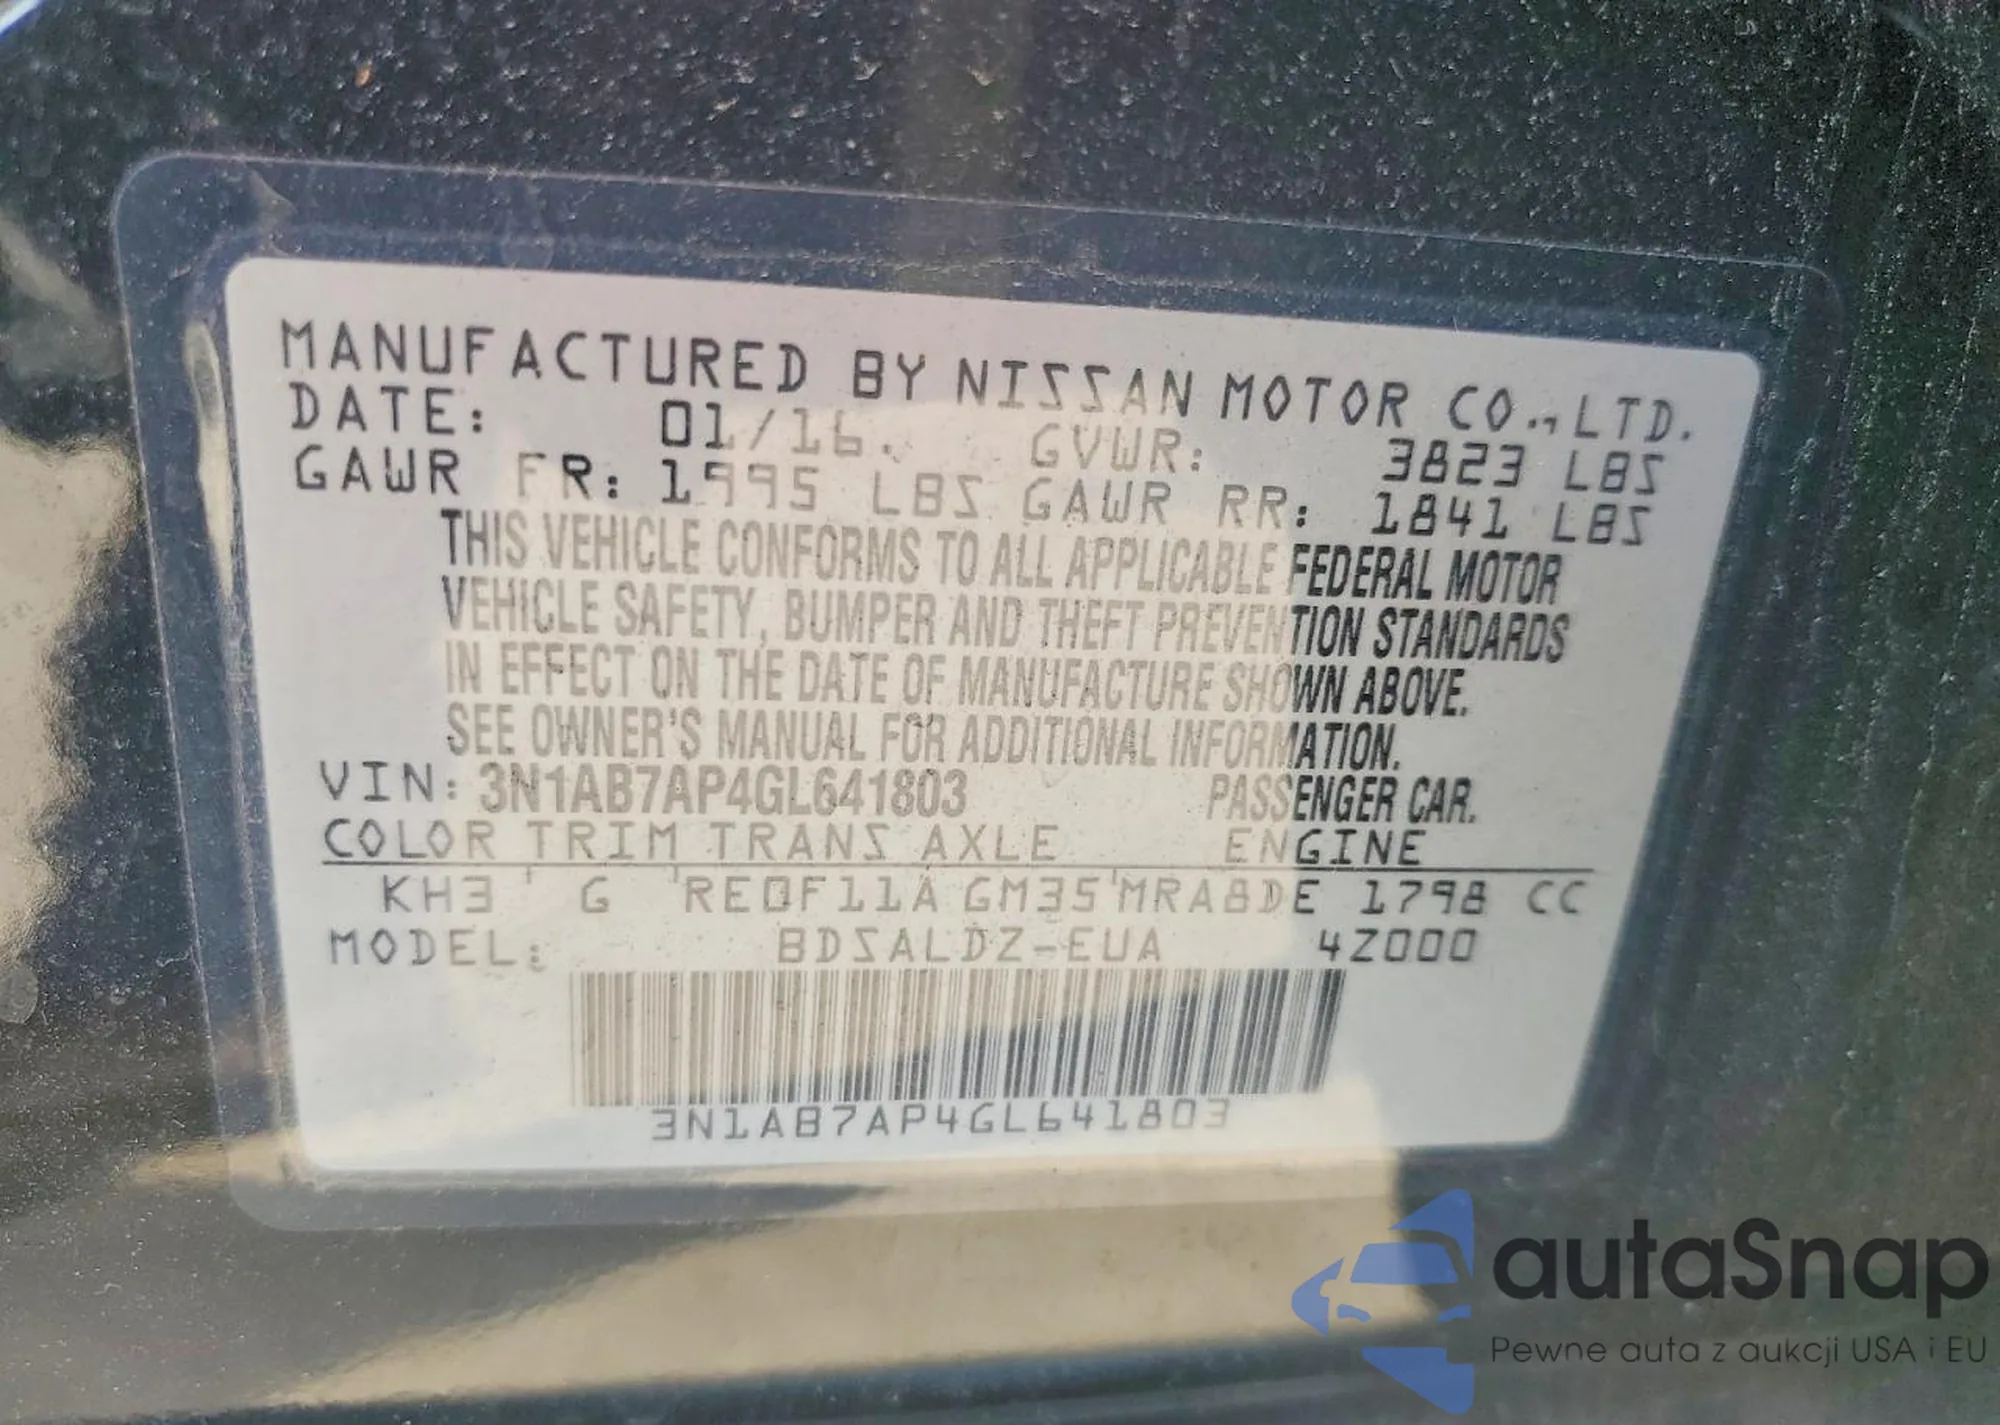 MANUFACTURED BY NISSAN MOTOR CO., LTD.
DATE: 01/16. GVWR: 3823 LBS
GAWR FR: 1995 LBS GAWR RR: 1841 LBS
THIS VEHICLE CONFORMS TO ALL APPLICABLE FEDERAL MOTOR
VEHICLE SAFETY, BUMPER AND THEFT PREVENTION STANDARDS
IN EFFECT ON THE DATE OF MANUFACTURE SHOWN ABOVE.
SEE OWNER'S MANUAL FOR ADDITIONAL INFORMATION.
VIN: 3N1AB7AP4GL641803 PASSENGER CAR.
COLOR TRIM TRANS AXLE ENGINE
KH3 G RE0F11A GM35 MRA8DE 1798 CC
MODEL: BDSALDZ-EUA 4Z000
3N1AB7AP4GL641803
autaSnap
Pewne auta z aukcji USA i EU